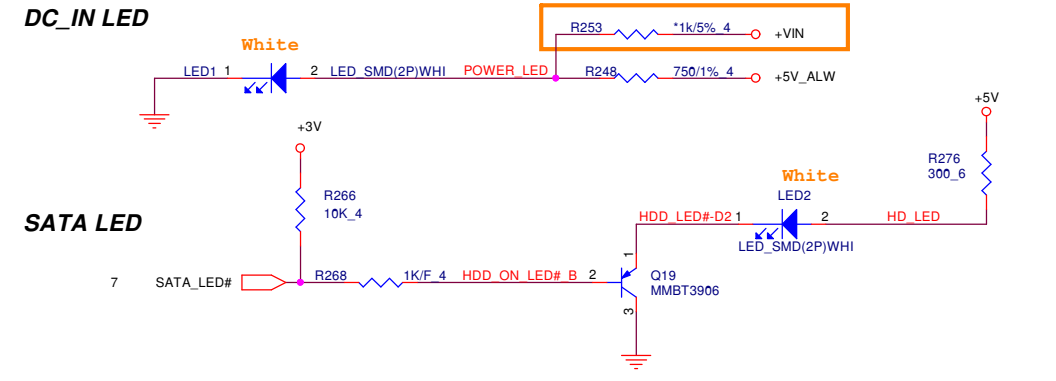 DC_IN LED
R253 *1k/5%_4 +VIN
White
LED1 1 2 LED_SMD(2P)WHI POWER_LED R248 750/1%_4 +5V_ALW
+5V
+3V
R276
300_6
White
R266
10K_4
LED2
SATA LED
HDD_LED#-D2 1 2 HD_LED
LED_SMD(2P)WHI
1
7 SATA_LED# R268 1K/F_4 HDD_ON_LED#_B 2 Q19
MMBT3906
3